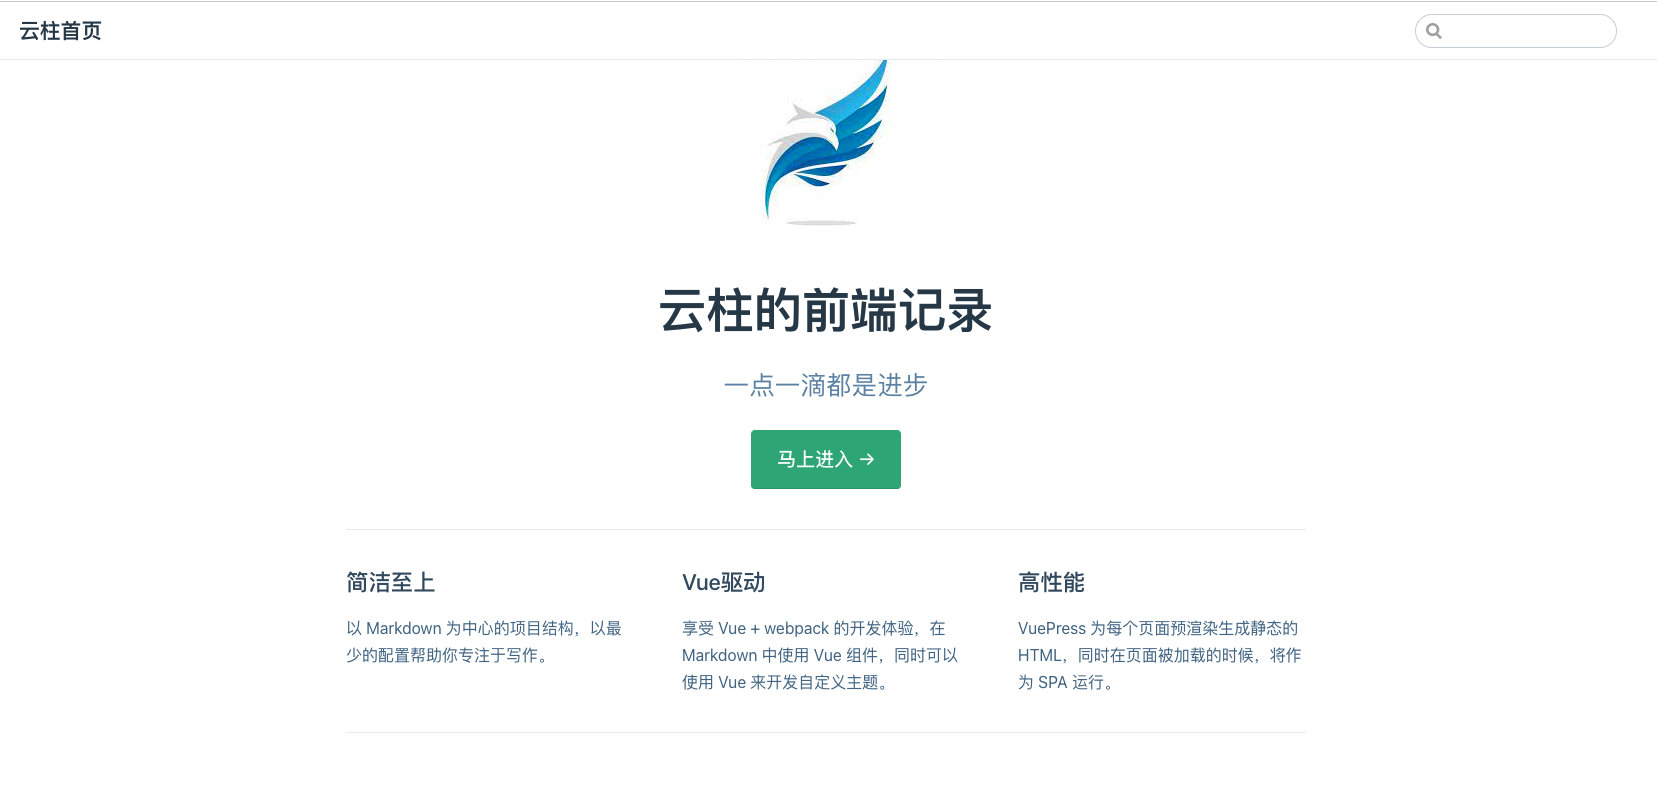 云柱首页
云柱的前端记录
一点一滴都是进步
马上进入 →
简洁至上
以 Markdown 为中心的项目结构，以最
少的配置帮助你专注于写作。
Vue驱动
享受 Vue + webpack 的开发体验，在
Markdown 中使用 Vue 组件，同时可以
使用 Vue 来开发自定义主题。
高性能
VuePress 为每个页面预渲染生成静态的
HTML，同时在页面被加载的时候，将作
为 SPA 运行。